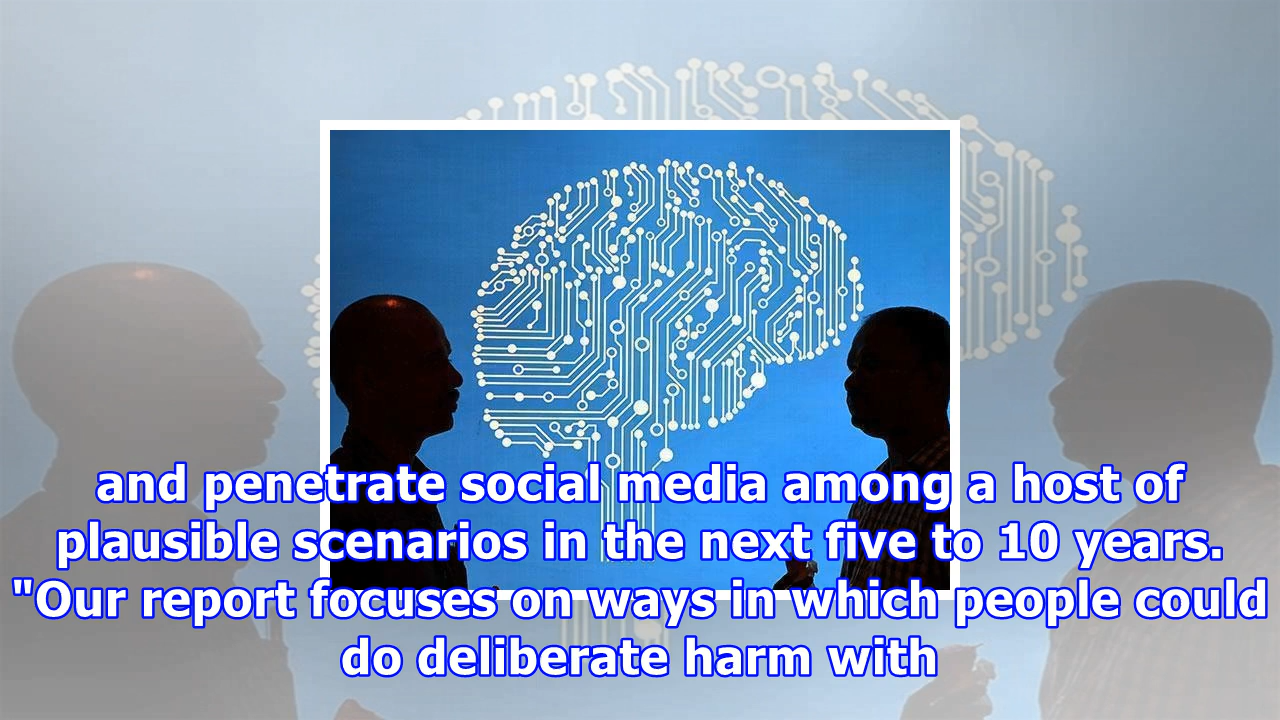 and penetrate social media among a host of
plausible scenarios in the next five to 10 years.
"Our report focuses on ways in which people could
do deliberate harm with